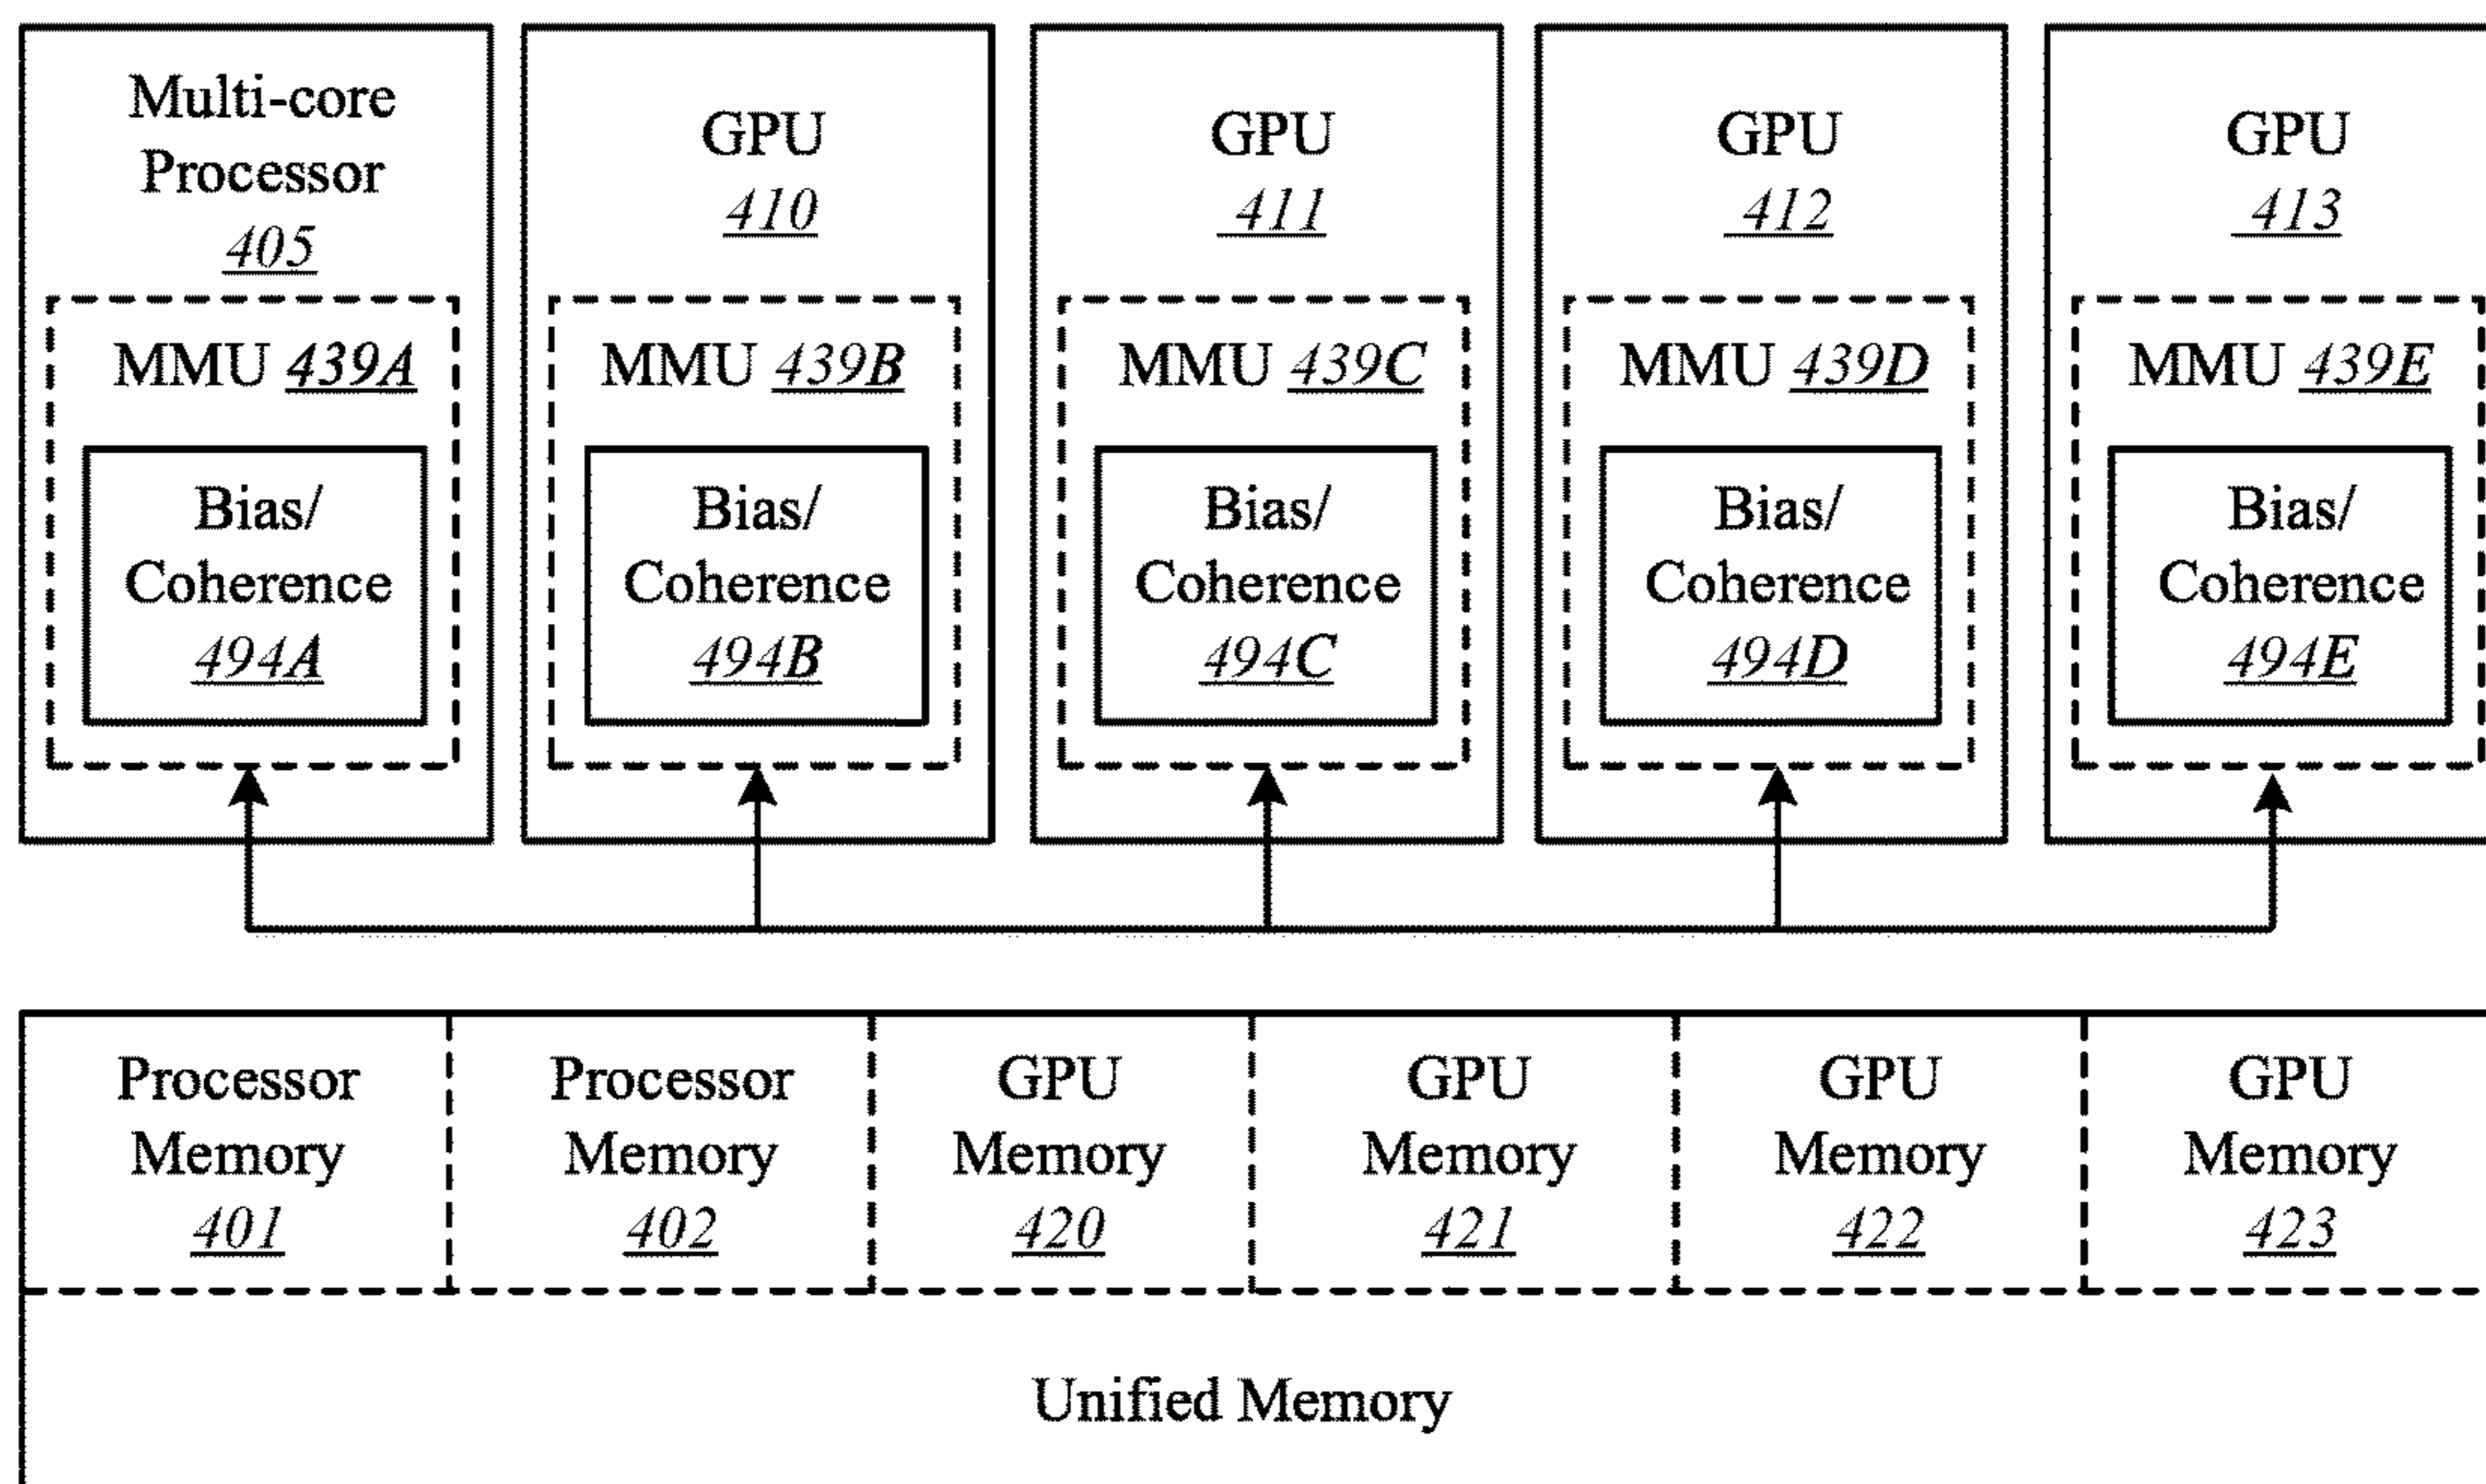 Multi-core
Processor
405
MMU 439A
Bias/
Coherence
494A
GPU
410
MMU 439B
Bias/
Coherence
494B
GPU
411
MMU 439C
Bias/
Coherence
494C
GPU
412
MMU 439D
Bias/
Coherence
494D
GPU
413
MMU 439E
Bias/
Coherence
494E
Processor
Memory
401
Processor
Memory
402
GPU
Memory
420
GPU
Memory
421
GPU
Memory
422
GPU
Memory
423
Unified Memory